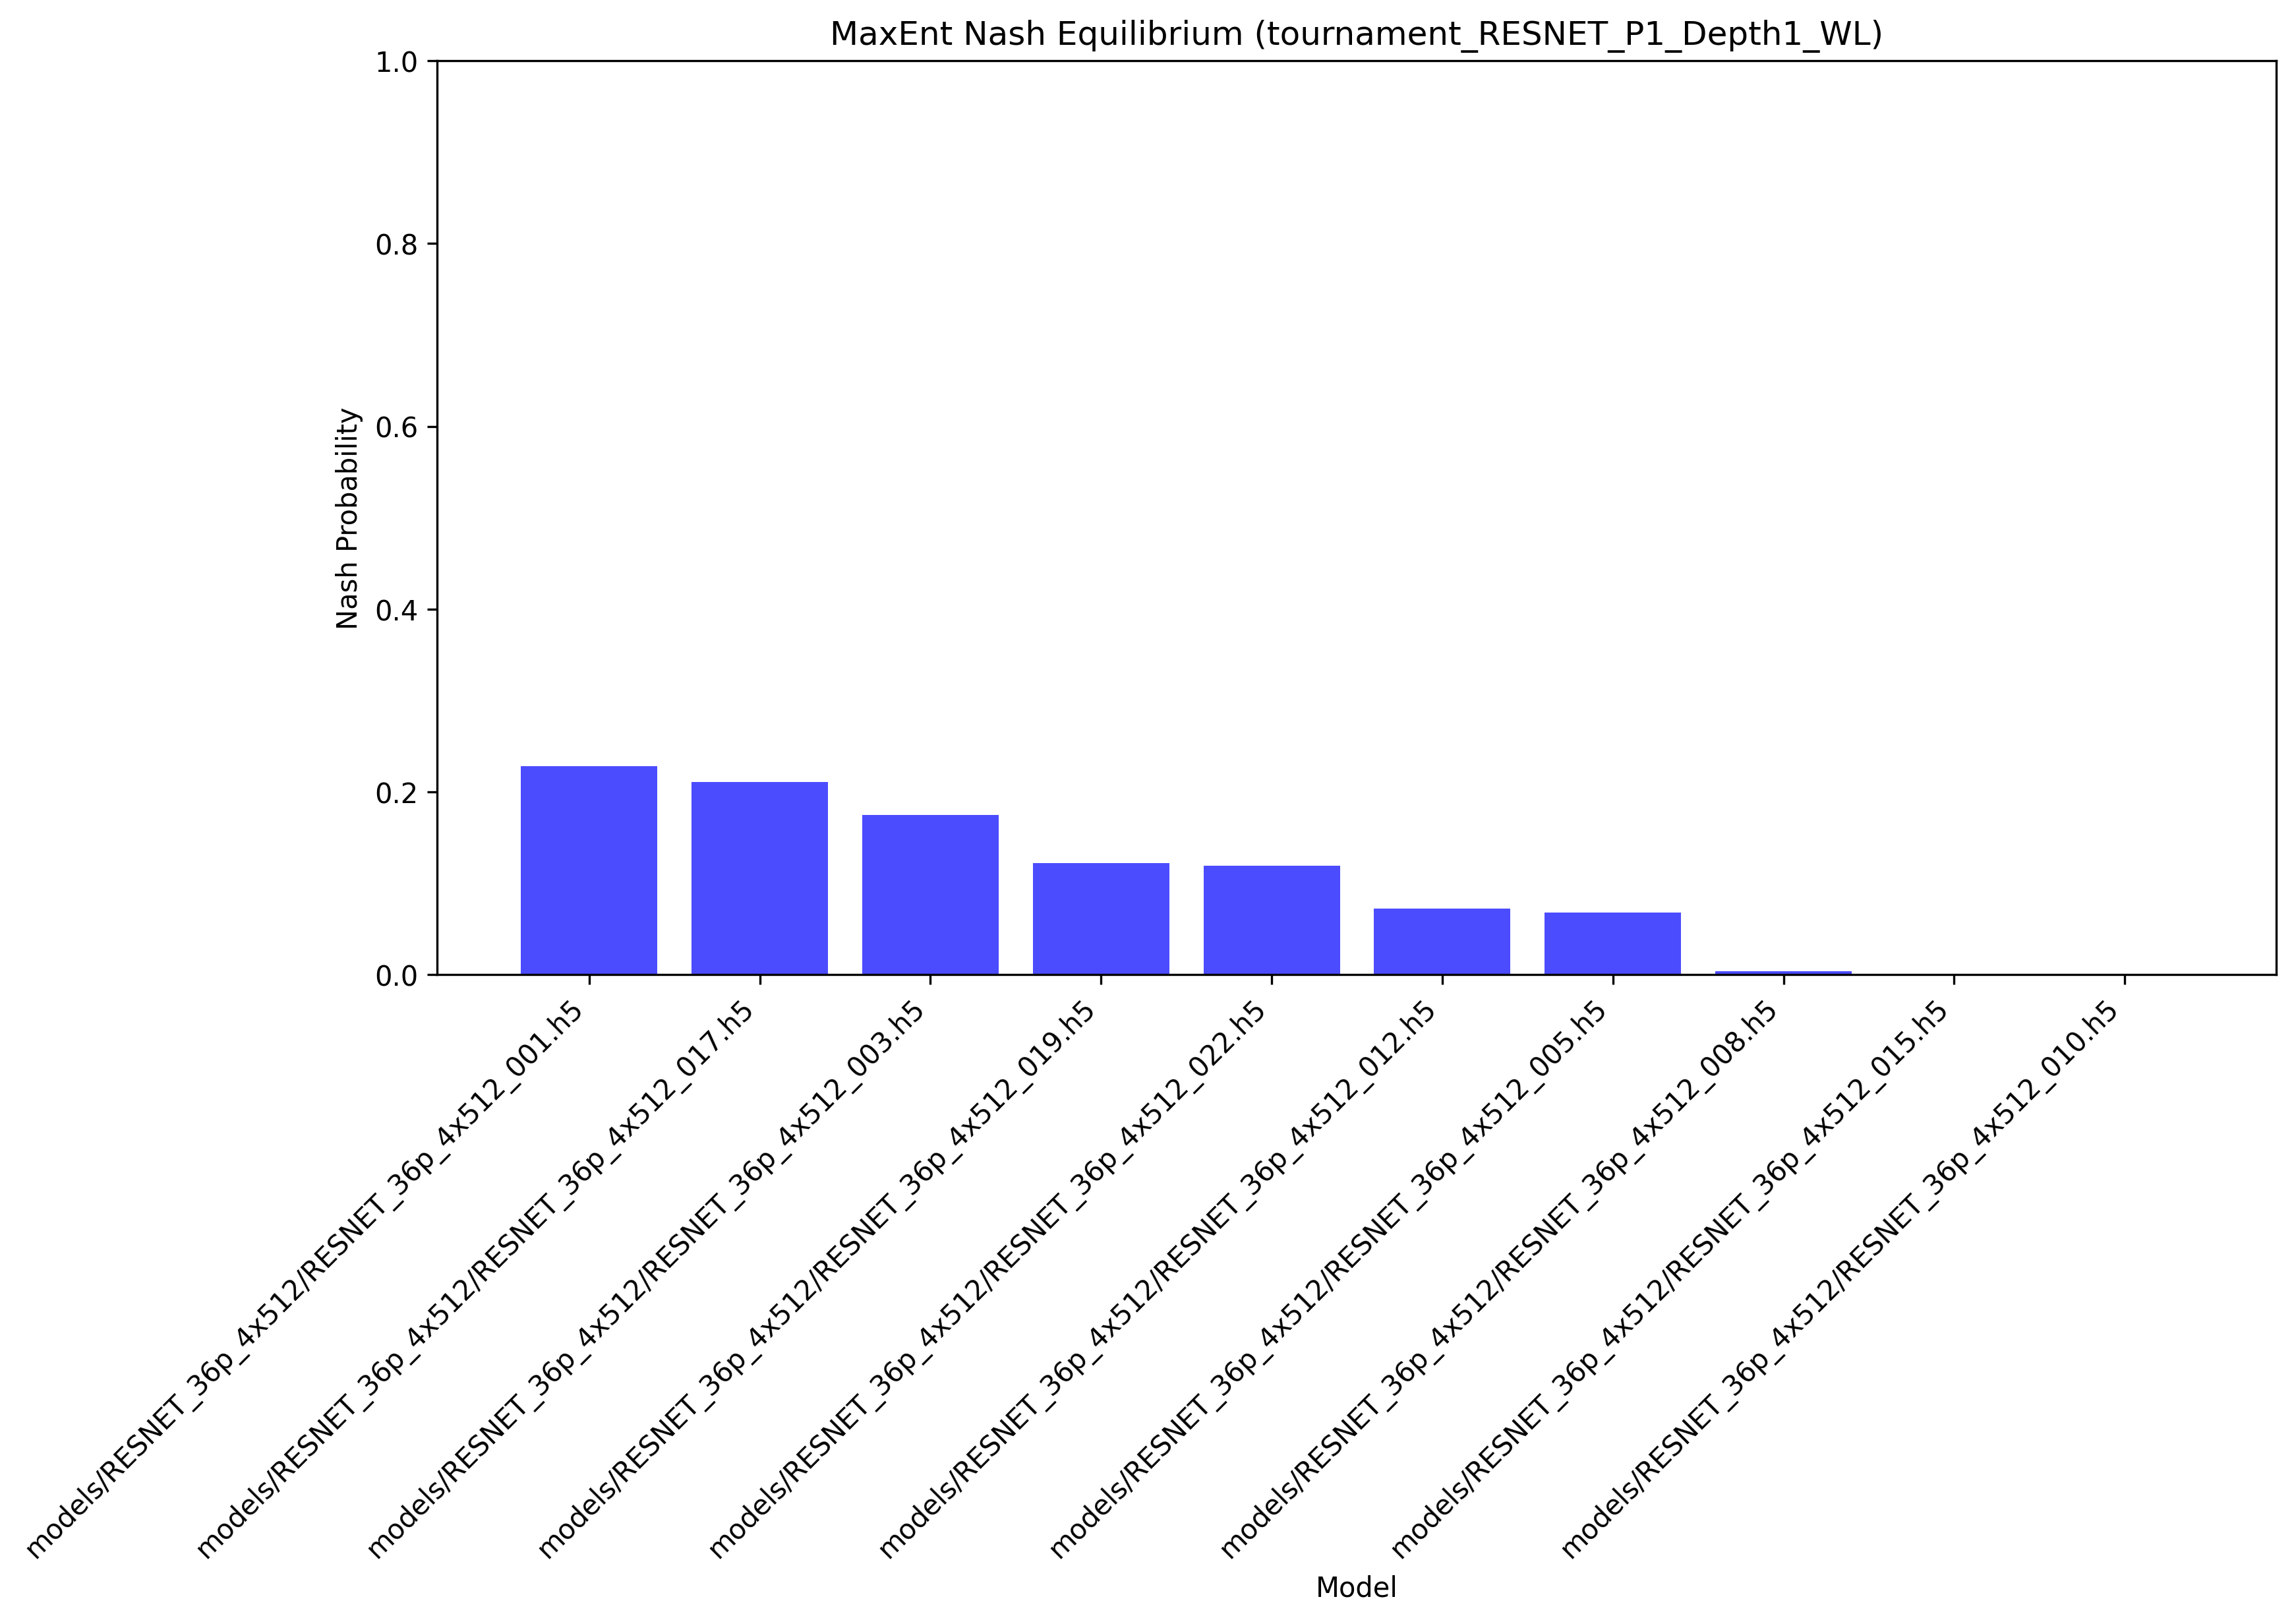 MaxEnt Nash Equilibrium (tournament_RESNET_P1_Depth1_WL)
Nash Probability
1.0
0.8
0.6
0.4
0.2
0.0
models/RESNET_36p_4x512/RESNET_36p_4x512_001.h5
models/RESNET_36p_4x512/RESNET_36p_4x512_017.h5
models/RESNET_36p_4x512/RESNET_36p_4x512_003.h5
models/RESNET_36p_4x512/RESNET_36p_4x512_019.h5
models/RESNET_36p_4x512/RESNET_36p_4x512_022.h5
models/RESNET_36p_4x512/RESNET_36p_4x512_012.h5
models/RESNET_36p_4x512/RESNET_36p_4x512_005.h5
models/RESNET_36p_4x512/RESNET_36p_4x512_008.h5
models/RESNET_36p_4x512/RESNET_36p_4x512_015.h5
models/RESNET_36p_4x512/RESNET_36p_4x512_010.h5
Model